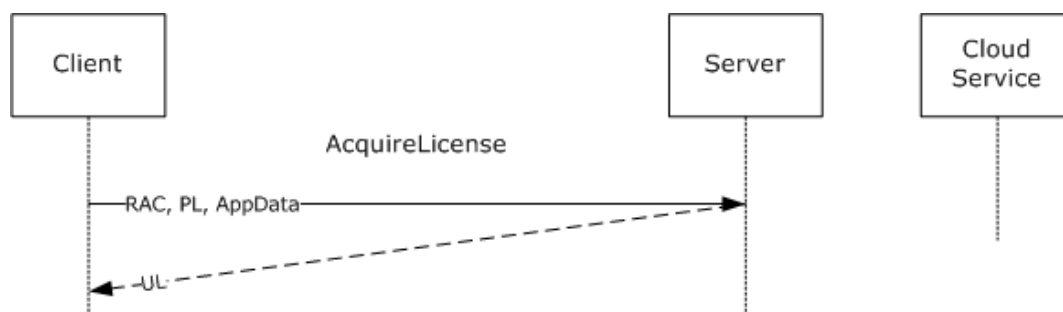 Client
Server
Cloud
Service
AcquireLicense
RAC, PL, AppData
UL